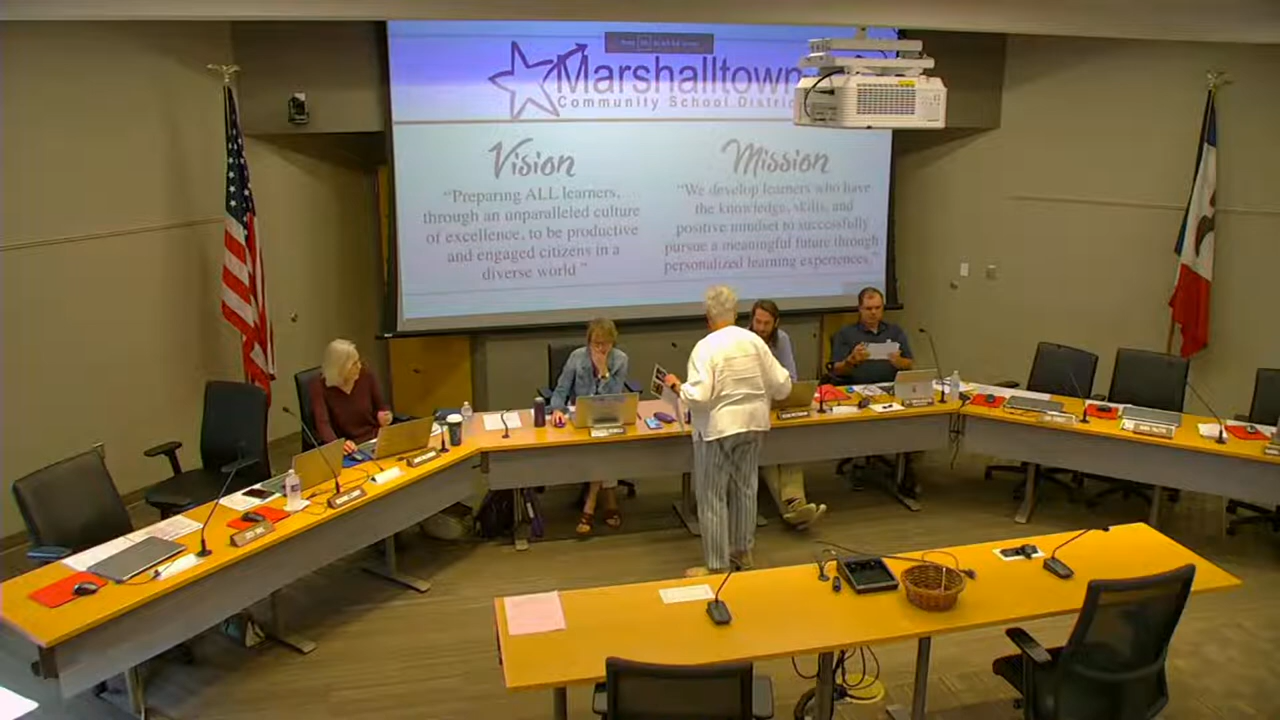 Marshalltown
Community School District
Vision
"Preparing ALL learners,
through an unparalleled culture
of excellence, to be productive
and engaged citizens in a
diverse world "
Mission
"We develop learners who have
the knowledge, skills, and
positive mindset to successfully
pursue a meaningful future through
personalized learning experiences."